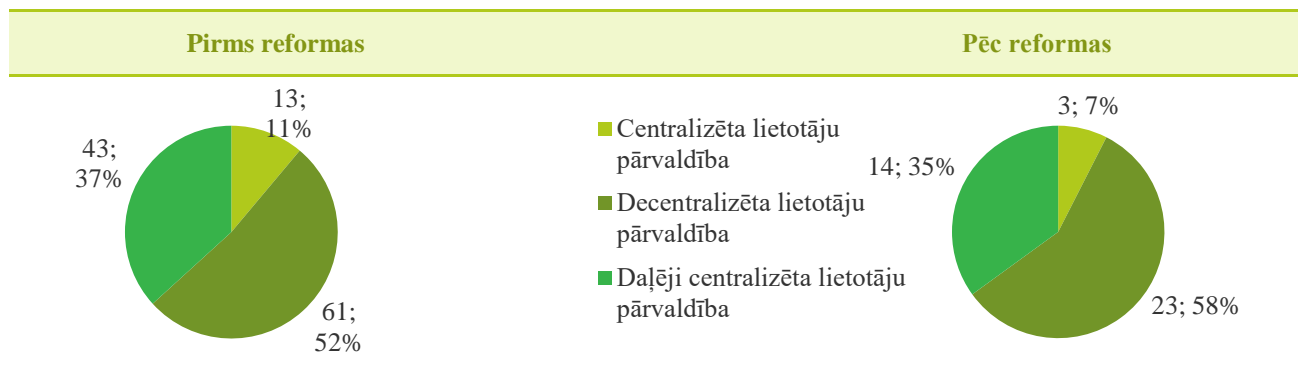 Pirms reformas
Pēc reformas
13;
11%
43;
37%
61;
52%
Centralizēta lietotāju
pārvaldība
Decentralizēta lietotāju
pārvaldība
Daļēji centralizēta lietotāju
pārvaldība
3; 7%
14; 35%
23; 58%